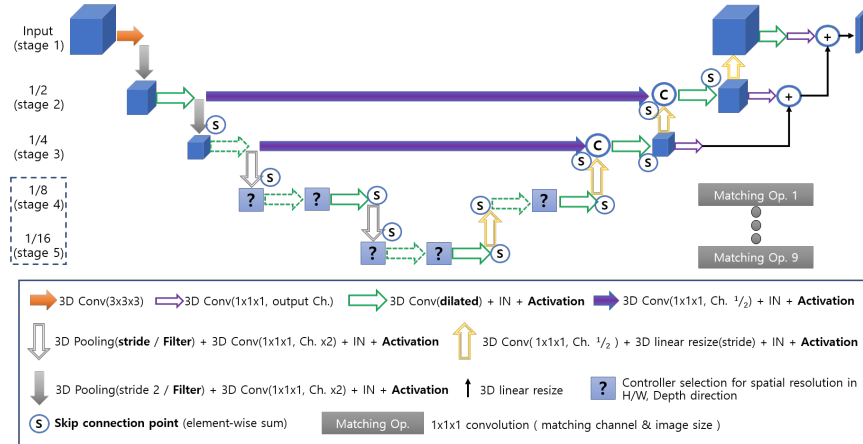 Input
(stage 1)
1/2
(stage 2)
1/4
(stage 3)
1/8
(stage 4)
1/16
(stage 5)
S
S
S
S
S
S
S
S
S
S
S
S
S
C
C
+
+
?
?
?
?
?
Matching Op. 1
Matching Op. 9
3D Conv(3x3x3)
3D Conv(1x1x1, output Ch.)
3D Conv(dilated) + IN + Activation
3D Conv(1x1x1, Ch. 1/2) + IN + Activation
3D Pooling(stride / Filter) + 3D Conv(1x1x1, Ch. x2) + IN + Activation
3D Conv( 1x1x1, Ch. 1/2 ) + 3D linear resize(stride) + IN + Activation
3D Pooling(stride 2 / Filter) + 3D Conv(1x1x1, Ch. x2) + IN + Activation
3D linear resize
?
Controller selection for spatial resolution in
H/W, Depth direction
S
Skip connection point (element-wise sum)
Matching Op.
1x1x1 convolution ( matching channel & image size )